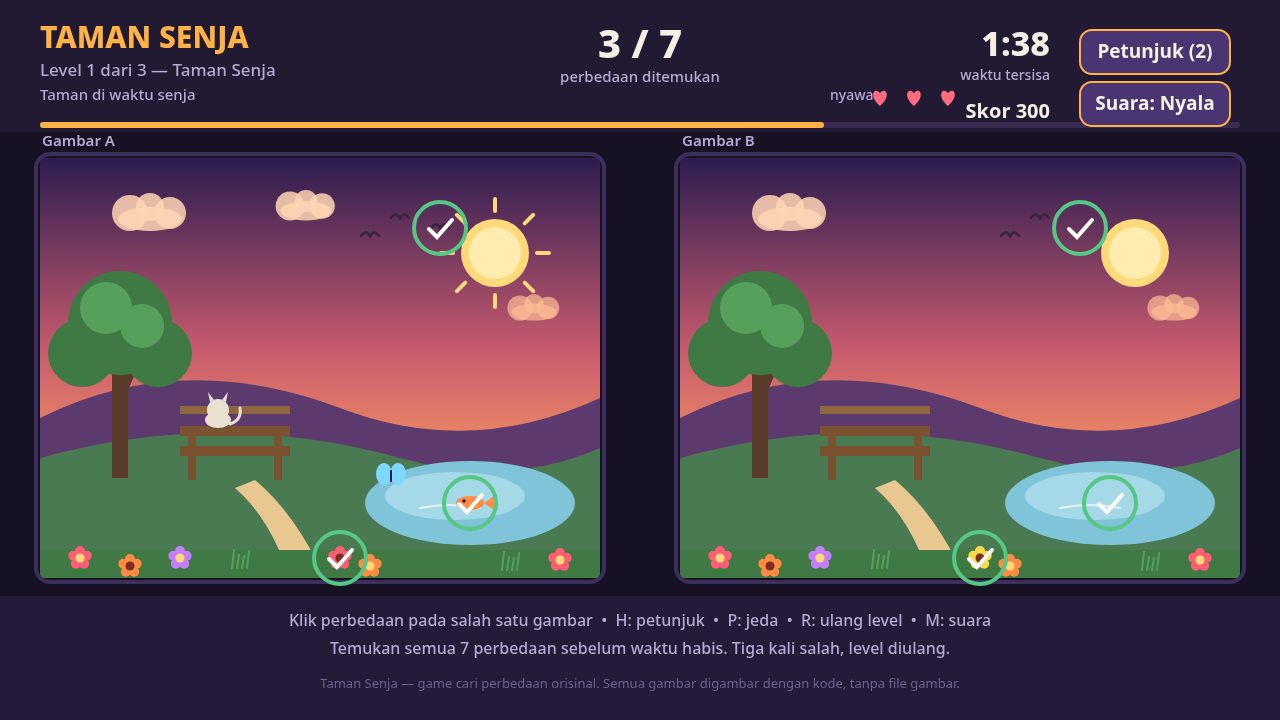 TAMAN SENJA
Level 1 dari 3 — Taman Senja
Taman di waktu senja
3 / 7
perbedaan ditemukan
1:38
waktu tersisa
nyawa
Skor 300
Petunjuk (2)
Suara: Nyala
Gambar A
Gambar B
Klik perbedaan pada salah satu gambar • H: petunjuk • P: jeda • R: ulang level • M: suara
Temukan semua 7 perbedaan sebelum waktu habis. Tiga kali salah, level diulang.
Taman Senja — game cari perbedaan orisinal. Semua gambar digambar dengan kode, tanpa file gambar.